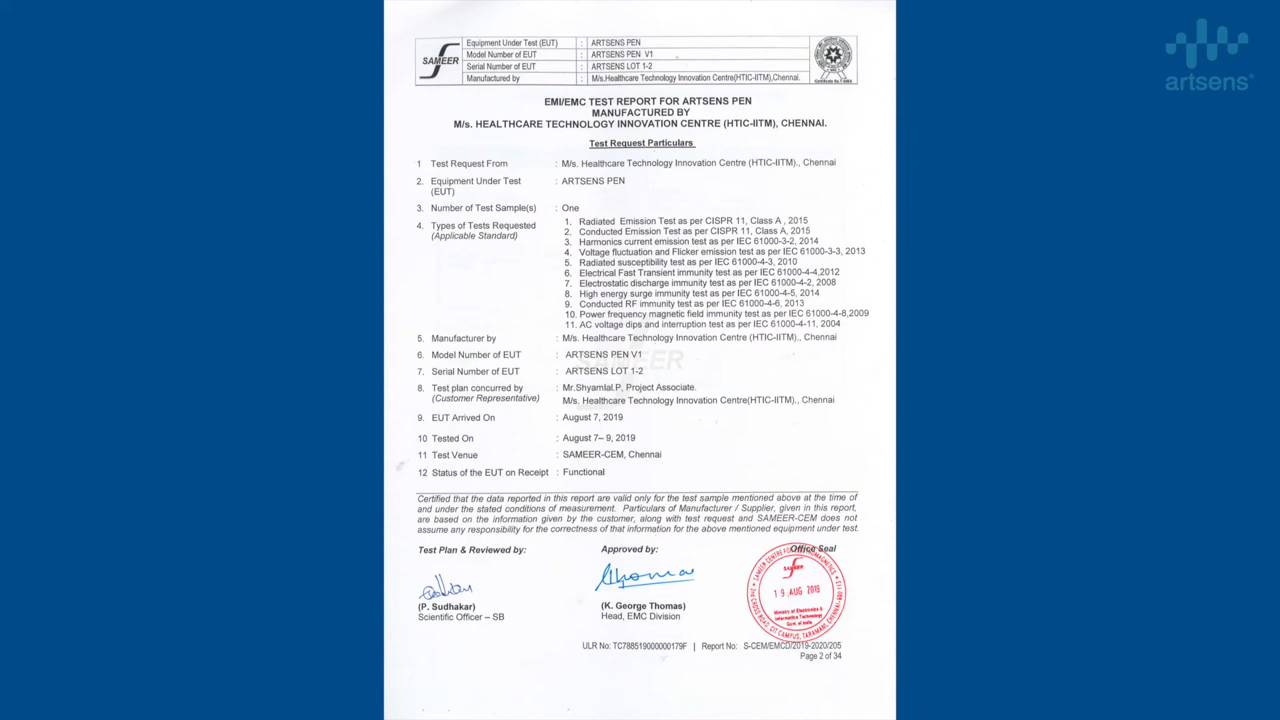 artsens
SAMEER
Equipment Under Test (EUT) : ARTSENS PEN
Model Number of EUT : ARTSENS PEN V1
Serial Number of EUT : ARTSENS LOT 1-2
Manufactured by : M/s.Healthcare Technology Innovation Centre(HTIC-IITM),Chennai.
EMI/EMC TEST REPORT FOR ARTSENS PEN
MANUFACTURED BY
M/s. HEALTHCARE TECHNOLOGY INNOVATION CENTRE (HTIC-IITM), CHENNAI.
Test Request Particulars
1 Test Request From : M/s. Healthcare Technology Innovation Centre (HTIC-IITM)., Chennai
2. Equipment Under Test : ARTSENS PEN
(EUT)
3. Number of Test Sample(s) : One
4. Types of Tests Requested
(Applicable Standard)
1. Radiated Emission Test as per CISPR 11, Class A , 2015
2. Conducted Emission Test as per CISPR 11, Class A, 2015
3. Harmonics current emission test as per IEC 61000-3-2, 2014
4. Voltage fluctuation and Flicker emission test as per IEC 61000-3-3, 2013
5. Radiated susceptibility test as per IEC 61000-4-3, 2010
6. Electrical Fast Transient immunity test as per IEC 61000-4-4,2012
7. Electrostatic discharge immunity test as per IEC 61000-4-2, 2008
8. High energy surge immunity test as per IEC 61000-4-5, 2014
9. Conducted RF immunity test as per IEC 61000-4-6, 2013
10. Power frequency magnetic field immunity test as per IEC 61000-4-8,2009
11. AC voltage dips and interruption test as per IEC 61000-4-11, 2004
5. Manufacturer by : M/s. Healthcare Technology Innovation Centre (HTIC-IITM)., Chennai
6. Model Number of EUT : ARTSENS PEN V1
7. Serial Number of EUT : ARTSENS LOT 1-2
8. Test plan concurred by : Mr.Shyamlal.P, Project Associate.
(Customer Representative) M/s. Healthcare Technology Innovation Centre(HTIC-IITM)., Chennai
9. EUT Arrived On : August 7, 2019
10 Tested On : August 7– 9, 2019
11 Test Venue : SAMEER-CEM, Chennai
12 Status of the EUT on Receipt : Functional
Certified that the data reported in this report are valid only for the test sample mentioned above at the time of
and under the stated conditions of measurement. Particulars of Manufacturer / Supplier, given in this report,
are based on the information given by the customer, along with test request and SAMEER-CEM does not
assume any responsibility for the correctness of that information for the above mentioned equipment under test.
Test Plan & Reviewed by: Approved by: Office Seal
(P. Sudhakar) (K. George Thomas)
Scientific Officer – SB Head, EMC Division
SAMEER
19 AUG 2019
Ministry of Electronics &
Information Technology
Govt. of India
ULR No: TC788519000000179F | Report No: S-CEM/EMCD/2019-2020/205
Page 2 of 34